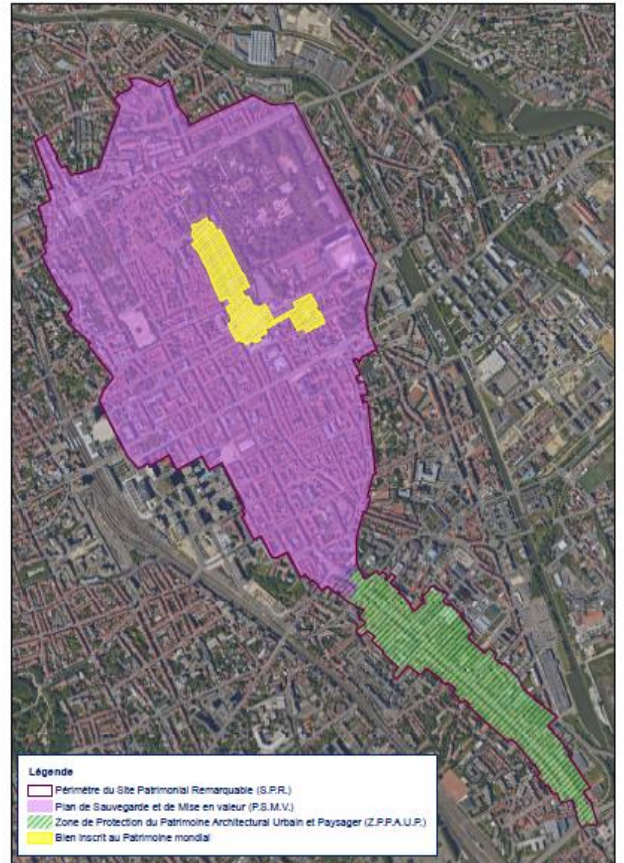 Légende
Périmètre du Site Patrimonial Remarquable (S.P.R.)
Plan de Sauvegarde et de Mise en valeur (P.S.M.V.)
Zone de Protection du Patrimoine Architectural Urbain et Paysager (Z.P.P.A.U.P.)
Bien inscrit au Patrimoine mondial